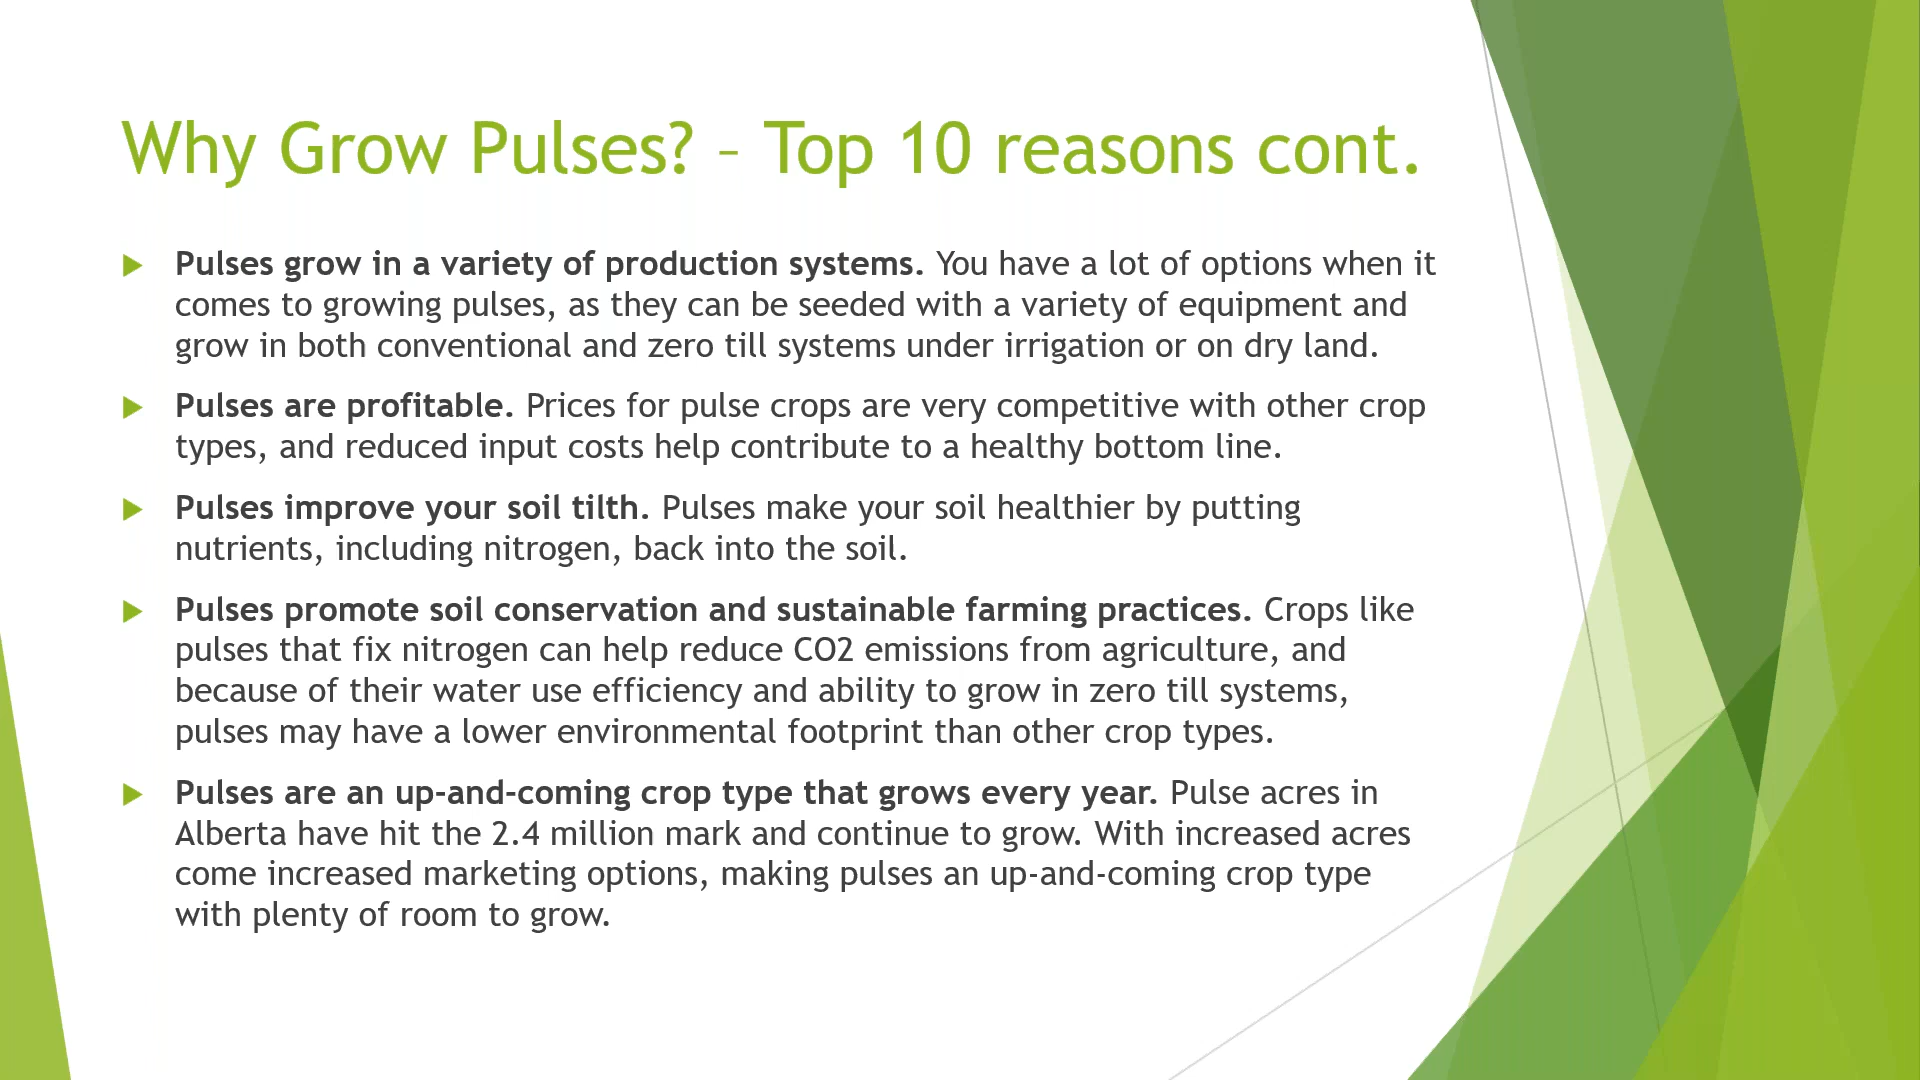 Why Grow Pulses? – Top 10 reasons cont.
Pulses grow in a variety of production systems. You have a lot of options when it
comes to growing pulses, as they can be seeded with a variety of equipment and
grow in both conventional and zero till systems under irrigation or on dry land.
Pulses are profitable. Prices for pulse crops are very competitive with other crop
types, and reduced input costs help contribute to a healthy bottom line.
Pulses improve your soil tilth. Pulses make your soil healthier by putting
nutrients, including nitrogen, back into the soil.
Pulses promote soil conservation and sustainable farming practices. Crops like
pulses that fix nitrogen can help reduce CO2 emissions from agriculture, and
because of their water use efficiency and ability to grow in zero till systems,
pulses may have a lower environmental footprint than other crop types.
Pulses are an up-and-coming crop type that grows every year. Pulse acres in
Alberta have hit the 2.4 million mark and continue to grow. With increased acres
come increased marketing options, making pulses an up-and-coming crop type
with plenty of room to grow.